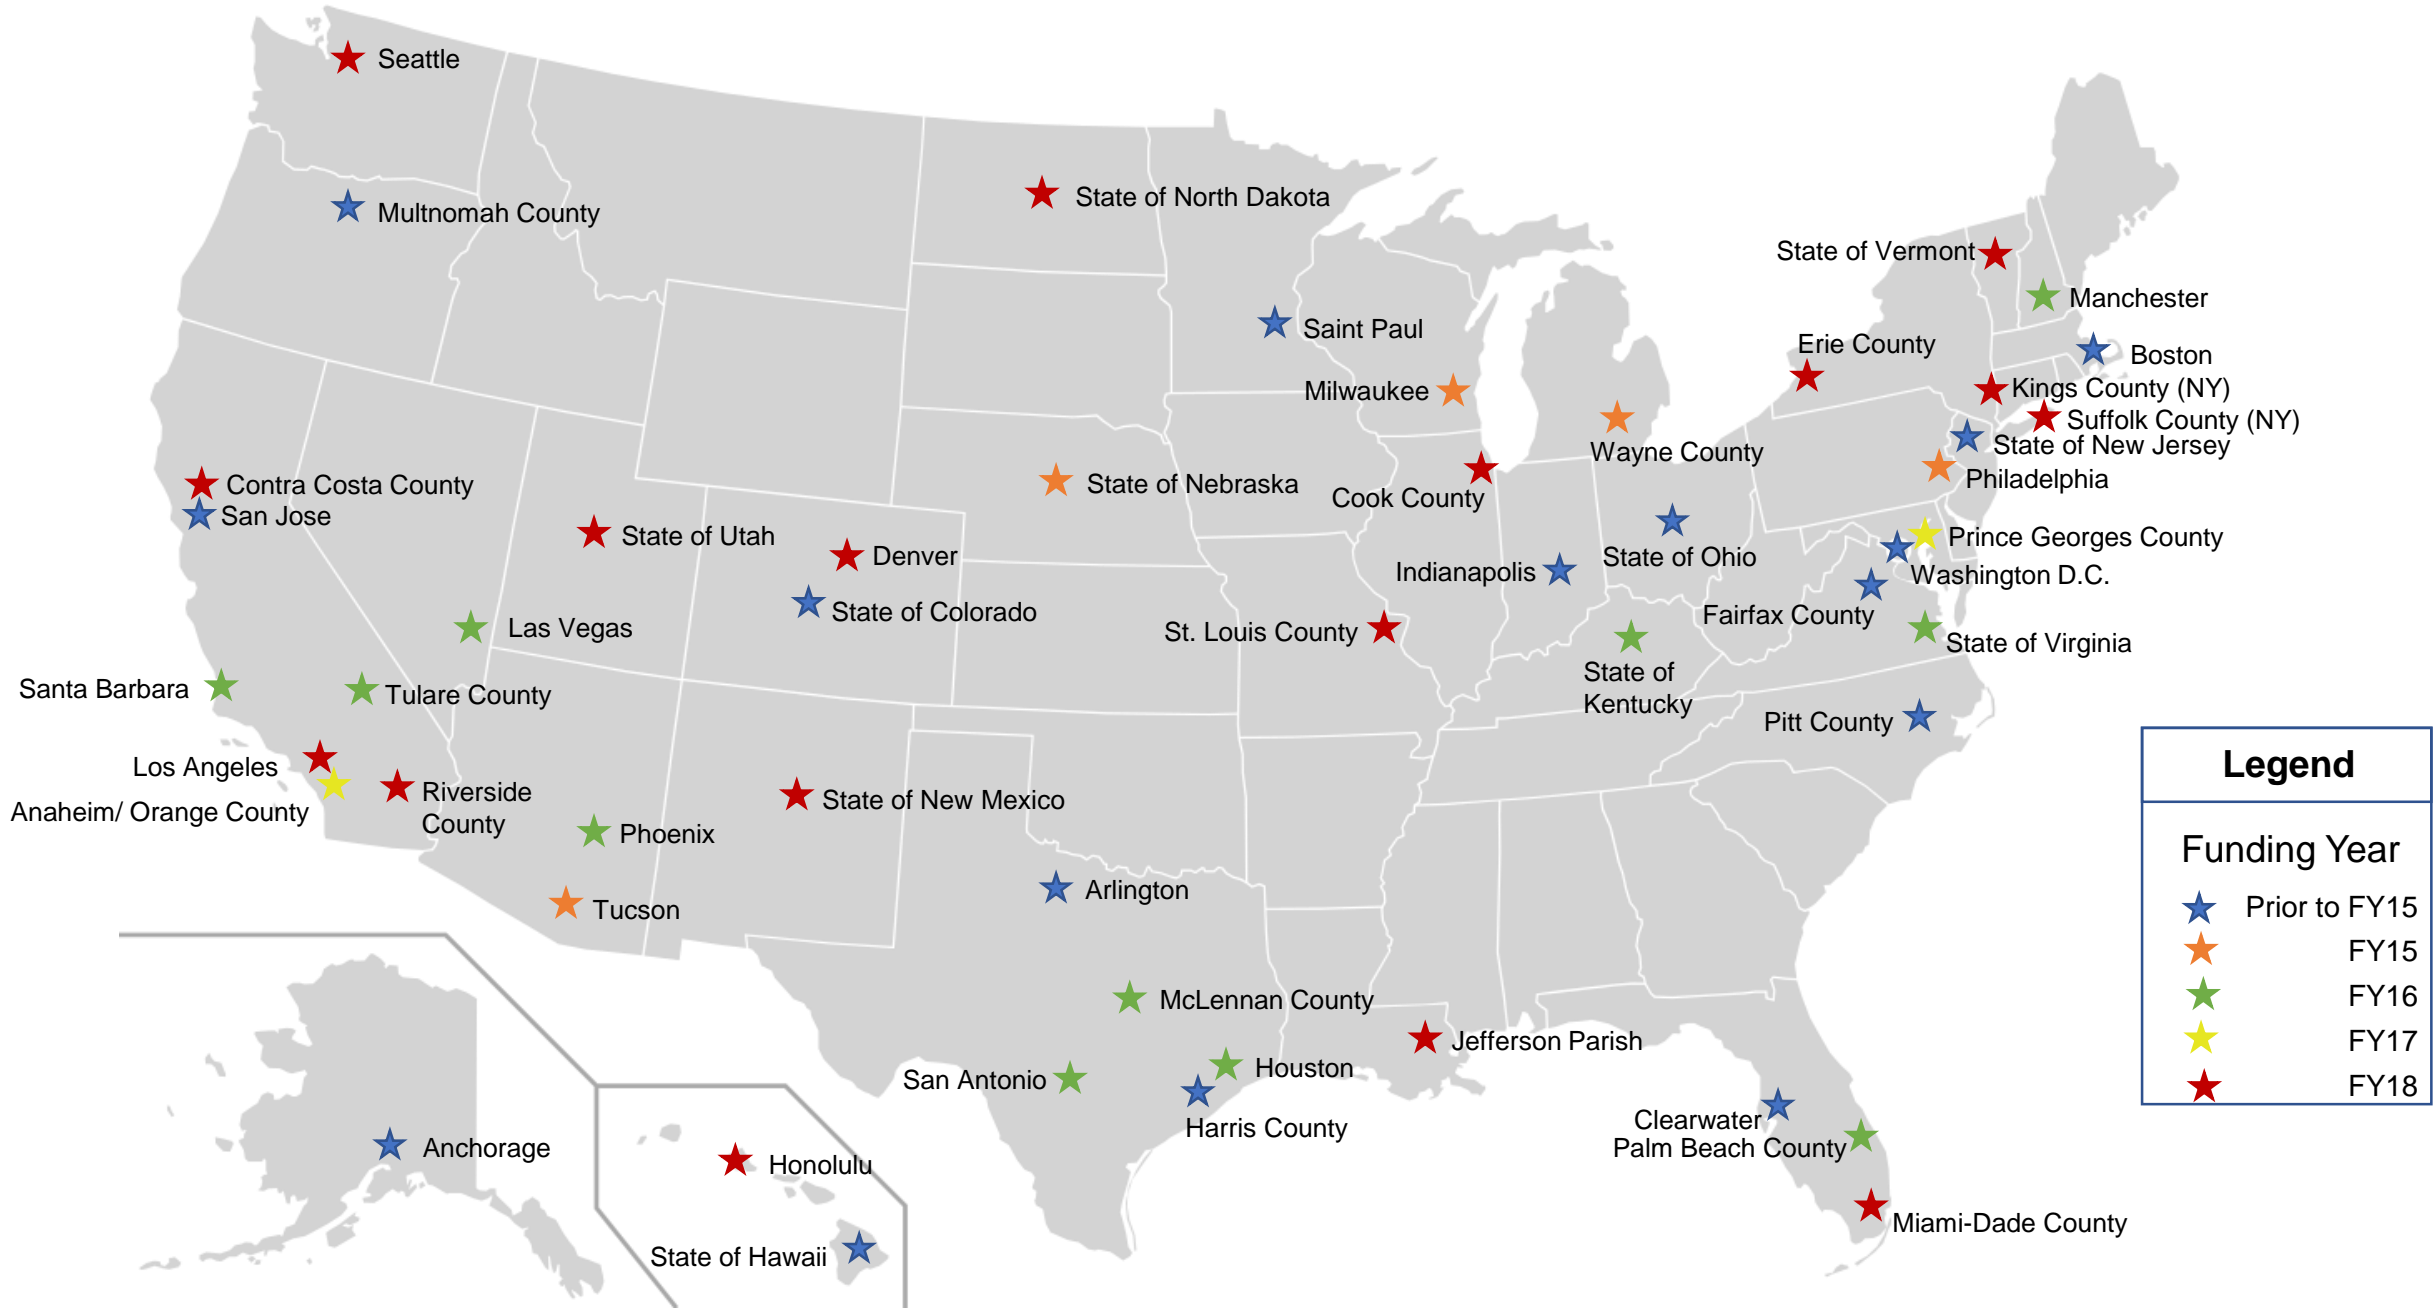 Seattle
State of North Dakota
Multnomah County
State of Vermont
Manchester
Saint Paul
Erie County
Boston
Milwaukee
Kings County (NY)
Suffolk County (NY)
State of New Jersey
Wayne County
Philadelphia
Contra Costa County
State of Nebraska
Cook County
San Jose
State of Utah
Denver
Prince Georges County
State of Ohio
Indianapolis
Washington D.C.
State of Colorado
Fairfax County
Las Vegas
St. Louis County
State of Virginia
State of
Kentucky
Santa Barbara
Tulare County
Pitt County
Los Angeles
Riverside
County
Anaheim/ Orange County
State of New Mexico
Phoenix
Arlington
Tucson
McLennan County
Jefferson Parish
Houston
San Antonio
Harris County
Clearwater
Palm Beach County
Anchorage
Honolulu
Miami-Dade County
State of Hawaii
Legend
Funding Year
Prior to FY15
FY15
FY16
FY17
FY18